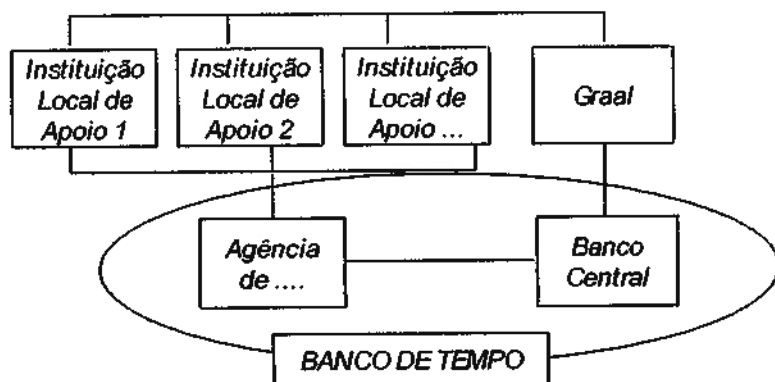 Instituição
Local de
Apoio 1
Instituição
Local de
Apoio 2
Instituição
Local de
Apoio ...
Graal
Agência
de ....
Banco
Central
BANCO DE TEMPO